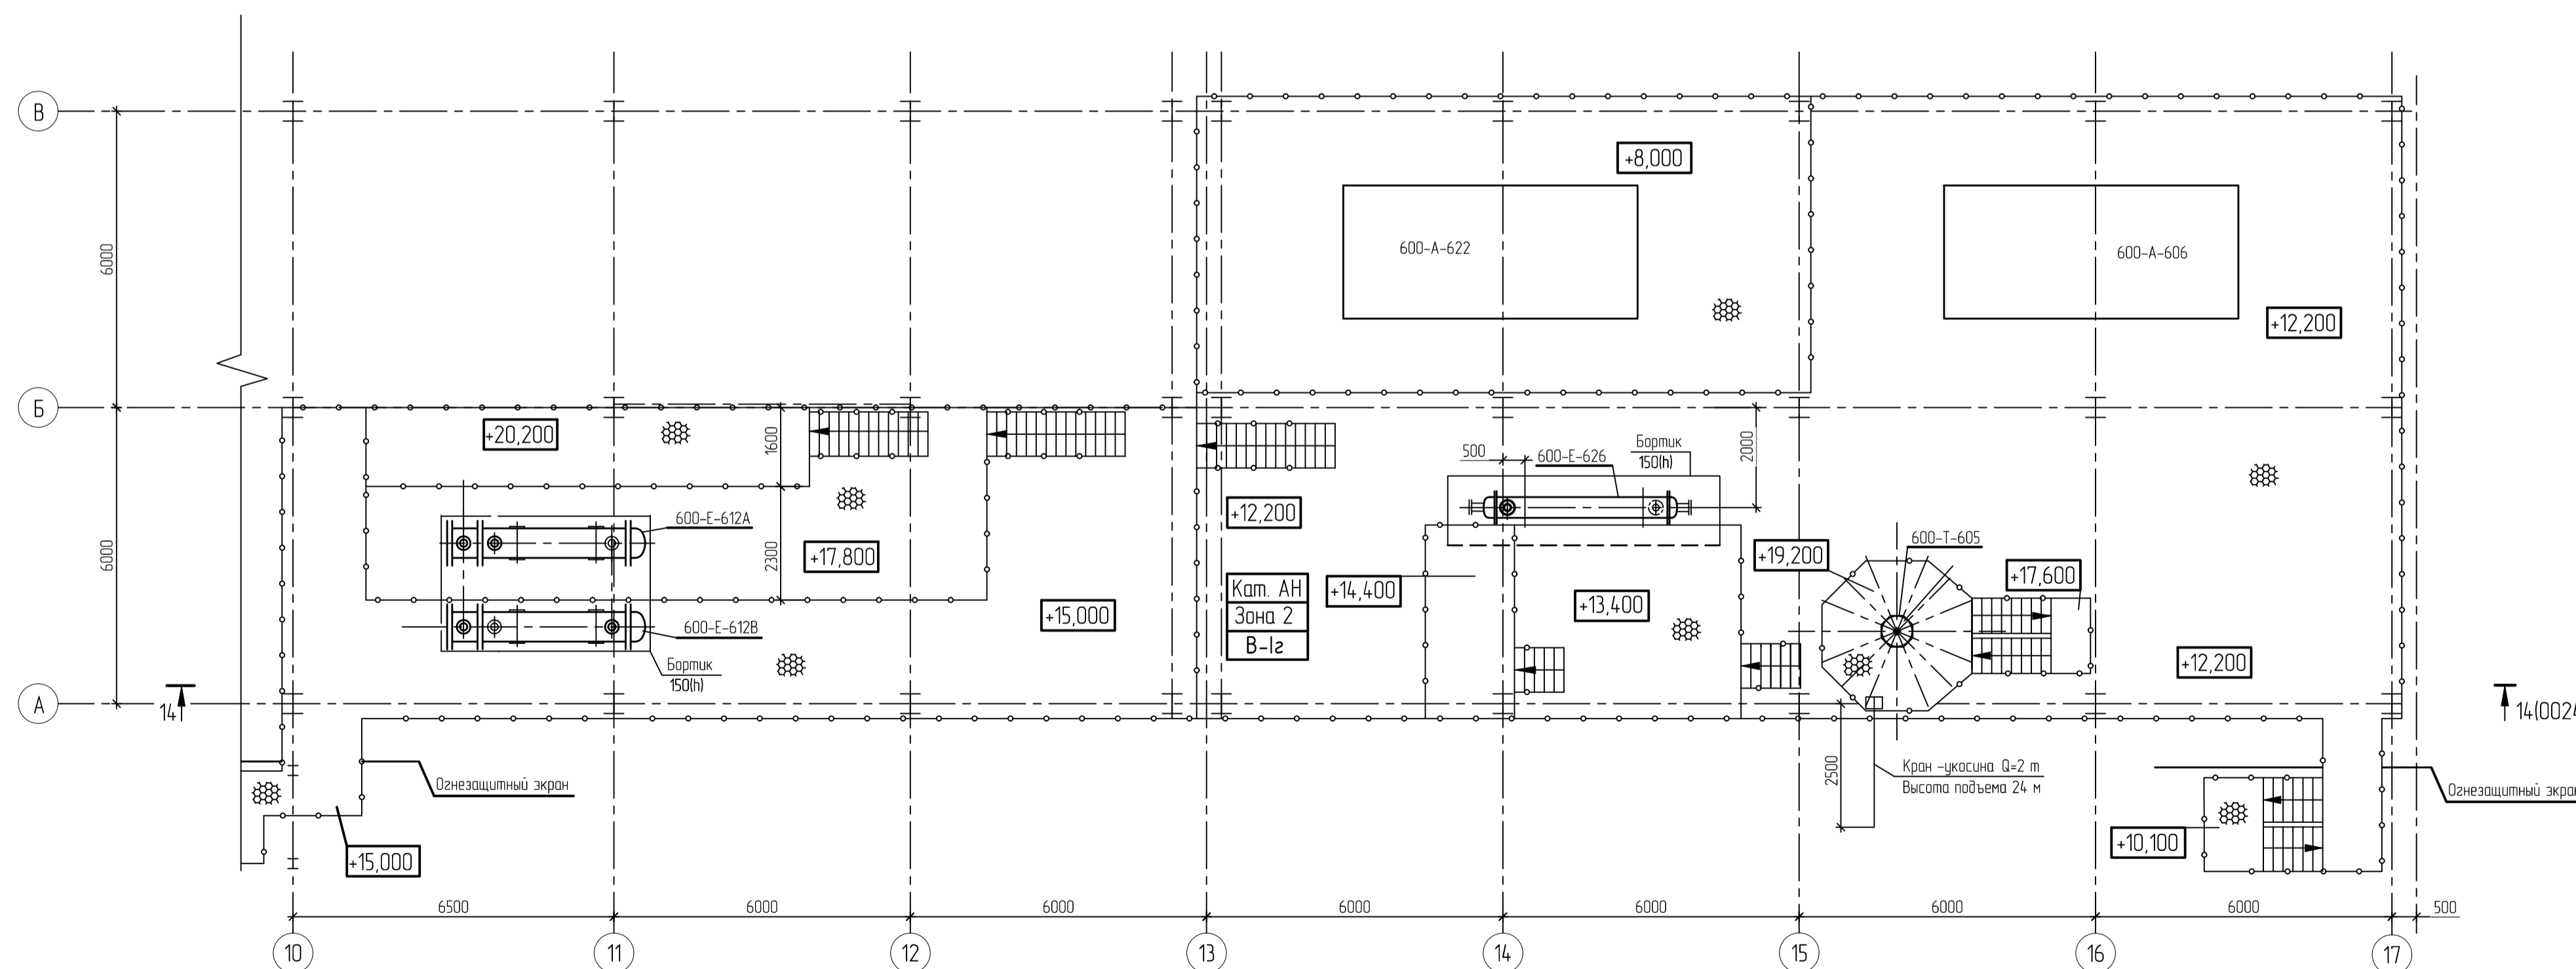 В
+8,000
600-А-622
600-А-606
6000
+12,200
Б
+20,200
1600
Бортик
150(h)
500
600-Е-626
2000
600-Е-612А
+12,200
+17,800
2300
6000
+19,200
600-Т-605
+17,600
Кат. АН
Зона 2
В-Iг
+14,400
+13,400
+15,000
600-Е-612В
Бортик
150(h)
+12,200
А
14
14(0024
Огнезащитный экран
2500
Кран -укосина Q=2 т
Высота подъема 24 м
Огнезащитный экран
+10,100
+15,000
6500
6000
6000
6000
6000
6000
6000
500
10
11
12
13
14
15
16
17